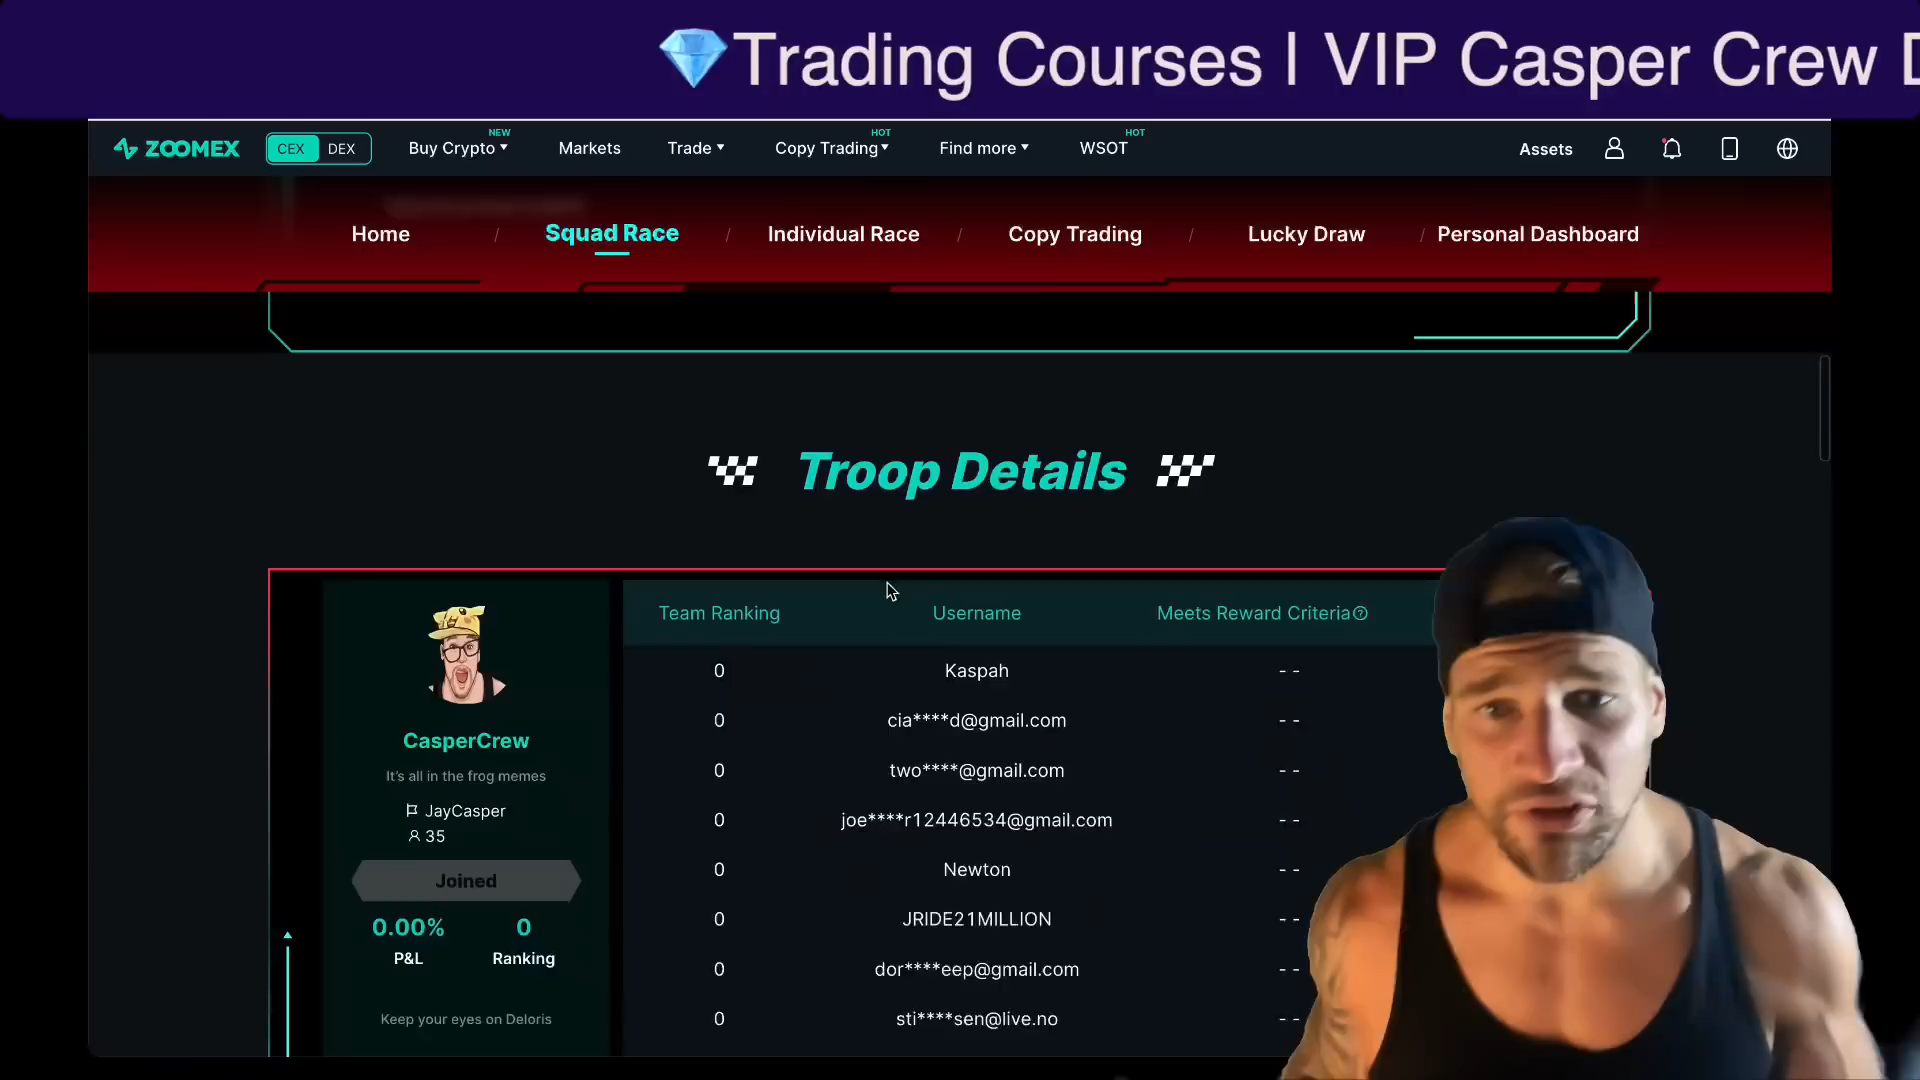 💎Trading Courses | VIP Casper Crew
ZOOMEX CEX DEX Buy Crypto NEW Markets Trade Copy Trading HOT Find more WSOT HOT Assets
Home / Squad Race / Individual Race / Copy Trading / Lucky Draw / Personal Dashboard
Troop Details
Team Ranking Username Meets Reward Criteria
CasperCrew
It's all in the frog memes
JayCasper
35
Joined
0.00% 0
P&L Ranking
Keep your eyes on Deloris
0 Kaspah - -
0 cia****d@gmail.com - -
0 two****@gmail.com - -
0 joe****r12446534@gmail.com - -
0 Newton - -
0 JRIDE21MILLION - -
0 dor****eep@gmail.com - -
0 sti****sen@live.no - -